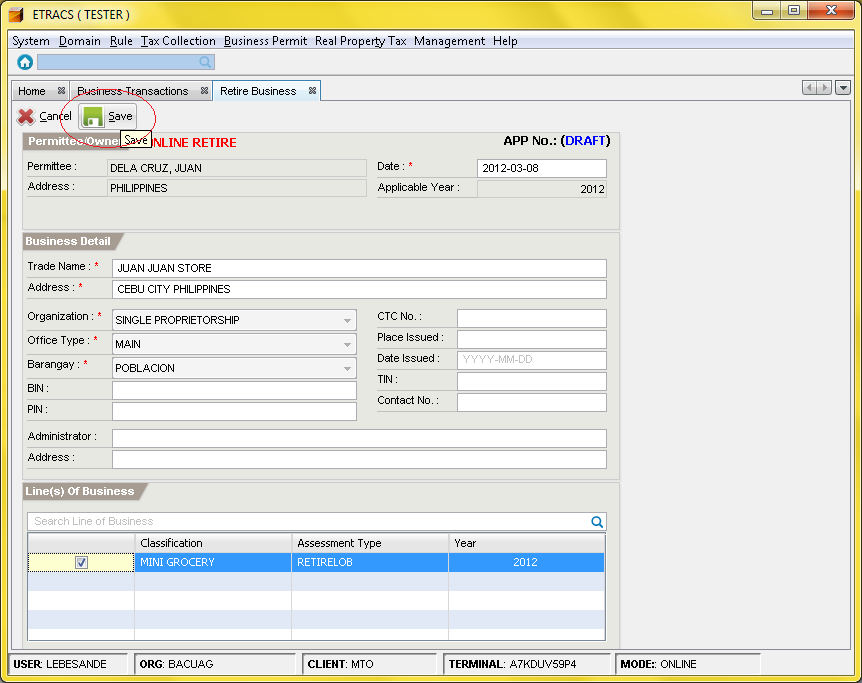 ETRACS ( TESTER )
System Domain Rule Tax Collection Business Permit Real Property Tax Management Help
Home Business Transactions Retire Business
Cancel Save
Save
Permittee/Owne NLINE RETIRE APP No.: (DRAFT)
Permittee : DELA CRUZ, JUAN Date : * 2012-03-08
Address : PHILIPPINES Applicable Year : 2012
Business Detail
Trade Name : * JUAN JUAN STORE
Address : * CEBU CITY PHILIPPINES
Organization : * SINGLE PROPRIETORSHIP CTC No. :
Office Type : * MAIN Place Issued :
Barangay : * POBLACION Date Issued : YYYY-MM-DD
BIN : TIN :
PIN : Contact No. :
Administrator :
Address :
Line(s) Of Business
Search Line of Business
Classification Assessment Type Year
MINI GROCERY RETIRELOB 2012
USER: LEBESANDE ORG: BACUAG CLIENT: MTO TERMINAL: A7KDUV59P4 MODE:: ONLINE